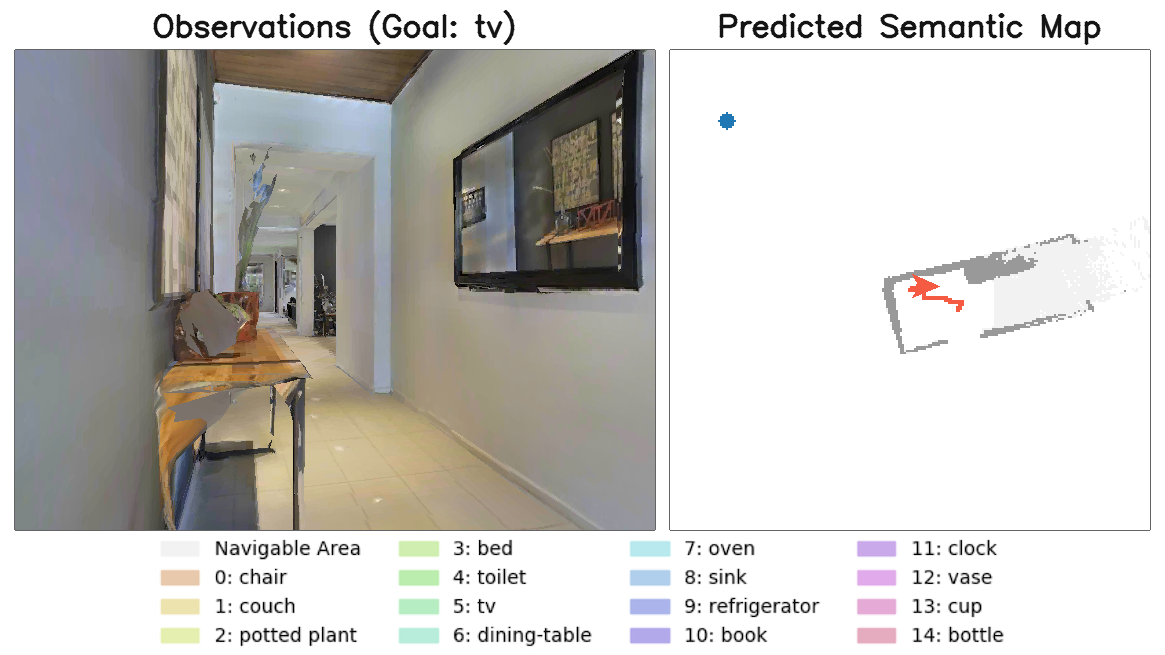 Observations (Goal: tv)
Predicted Semantic Map
Navigable Area
0: chair
1: couch
2: potted plant
3: bed
4: toilet
5: tv
6: dining-table
7: oven
8: sink
9: refrigerator
10: book
11: clock
12: vase
13: cup
14: bottle